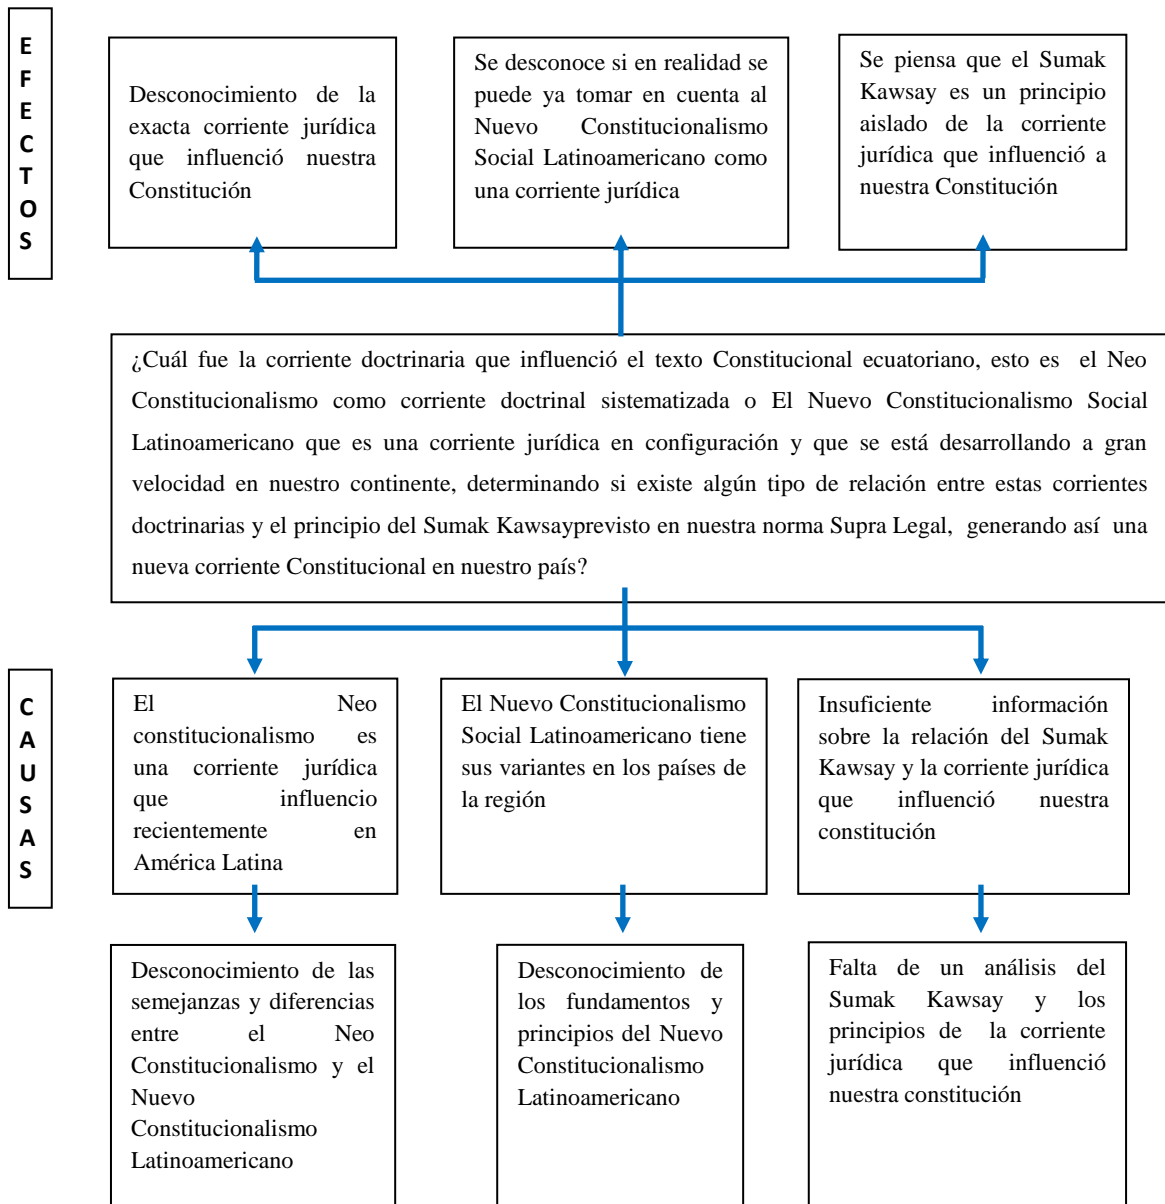 E
F
E
C
T
O
S
Desconocimiento de la
exacta corriente jurídica
que influenció nuestra
Constitución
Se desconoce si en realidad se
puede ya tomar en cuenta al
Nuevo Constitucionalismo
Social Latinoamericano como
una corriente jurídica
Se piensa que el Sumak
Kawsay es un principio
aislado de la corriente
jurídica que influenció a
nuestra Constitución
¿Cuál fue la corriente doctrinaria que influenció el texto Constitucional ecuatoriano, esto es el Neo
Constitucionalismo como corriente doctrinal sistematizada o El Nuevo Constitucionalismo Social
Latinoamericano que es una corriente jurídica en configuración y que se está desarrollando a gran
velocidad en nuestro continente, determinando si existe algún tipo de relación entre estas corrientes
doctrinarias y el principio del Sumak Kawsayprevisto en nuestra norma Supra Legal, generando así una
nueva corriente Constitucional en nuestro país?
C
A
U
S
A
S
El Neo
constitucionalismo es
una corriente jurídica
que influencio
recientemente en
América Latina
El Nuevo Constitucionalismo
Social Latinoamericano tiene
sus variantes en los países de
la región
Insuficiente información
sobre la relación del Sumak
Kawsay y la corriente jurídica
que influenció nuestra
constitución
Desconocimiento de las
semejanzas y diferencias
entre el Neo
Constitucionalismo y el
Nuevo
Constitucionalismo
Latinoamericano
Desconocimiento de
los fundamentos y
principios del Nuevo
Constitucionalismo
Latinoamericano
Falta de un análisis del
Sumak Kawsay y los
principios de la corriente
jurídica que influenció
nuestra constitución